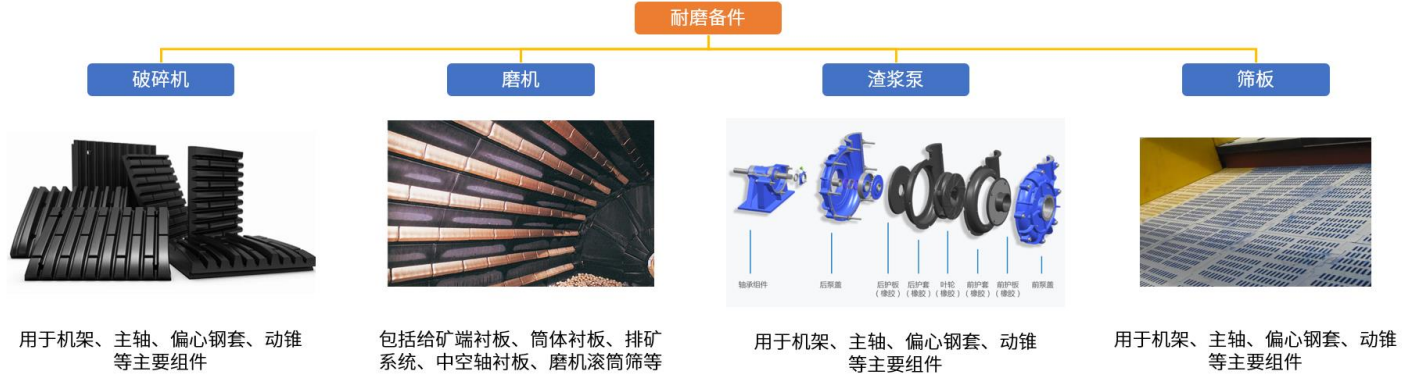 耐磨备件
破碎机
磨机
渣浆泵
筛板
轴承组件
后泵盖
后护板
（橡胶）
后护套
（橡胶）
叶轮
（橡胶）
前护套
（橡胶）
前护板
（橡胶）
前泵盖
用于机架、主轴、偏心钢套、动锥
等主要组件
包括给矿端衬板、筒体衬板、排矿
系统、中空轴衬板、磨机滚筒筛等
用于机架、主轴、偏心钢套、动锥
等主要组件
用于机架、主轴、偏心钢套、动锥
等主要组件